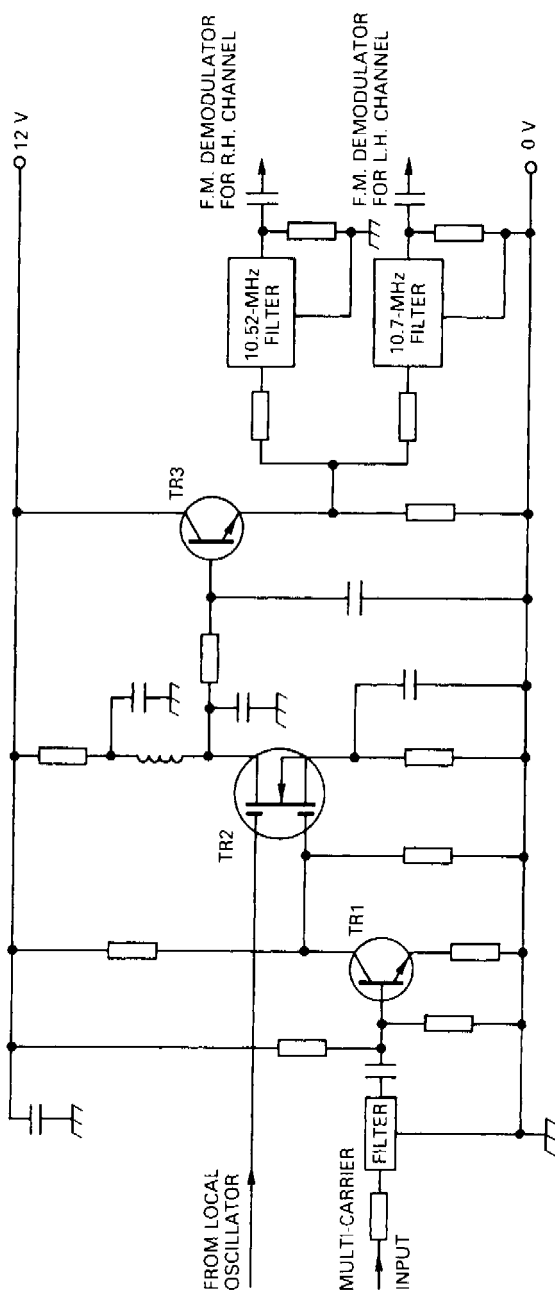 12 V
F.M. DEMODULATOR
FOR R.H. CHANNEL
10.52-MHz
FILTER
TR3
TR2
TR1
F.M. DEMODULATOR
FOR L.H. CHANNEL
10.7-MHz
FILTER
0 V
FROM LOCAL
OSCILLATOR
MULTI-CARRIER
INPUT
FILTER